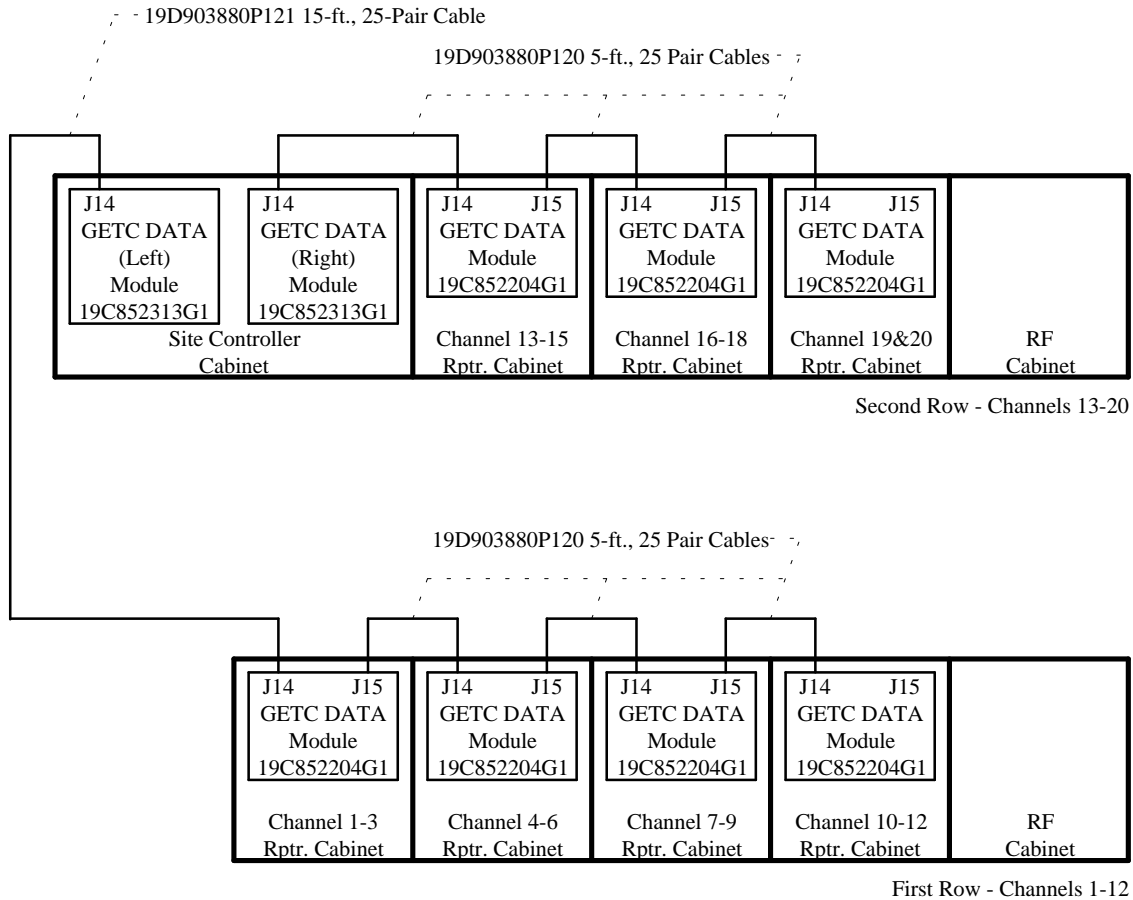 19D903880P121 15-ft., 25-Pair Cable
19D903880P120 5-ft., 25 Pair Cables
J14
GETC DATA
(Left)
Module
19C852313G1
J14
GETC DATA
(Right)
Module
19C852313G1
Site Controller
Cabinet
J14 J15
GETC DATA
Module
19C852204G1
Channel 13-15
Rptr. Cabinet
J14 J15
GETC DATA
Module
19C852204G1
Channel 16-18
Rptr. Cabinet
J14 J15
GETC DATA
Module
19C852204G1
Channel 19&20
Rptr. Cabinet
RF
Cabinet
Second Row - Channels 13-20
19D903880P120 5-ft., 25 Pair Cables
J14 J15
GETC DATA
Module
19C852204G1
Channel 1-3
Rptr. Cabinet
J14 J15
GETC DATA
Module
19C852204G1
Channel 4-6
Rptr. Cabinet
J14 J15
GETC DATA
Module
19C852204G1
Channel 7-9
Rptr. Cabinet
J14 J15
GETC DATA
Module
19C852204G1
Channel 10-12
Rptr. Cabinet
RF
Cabinet
First Row - Channels 1-12